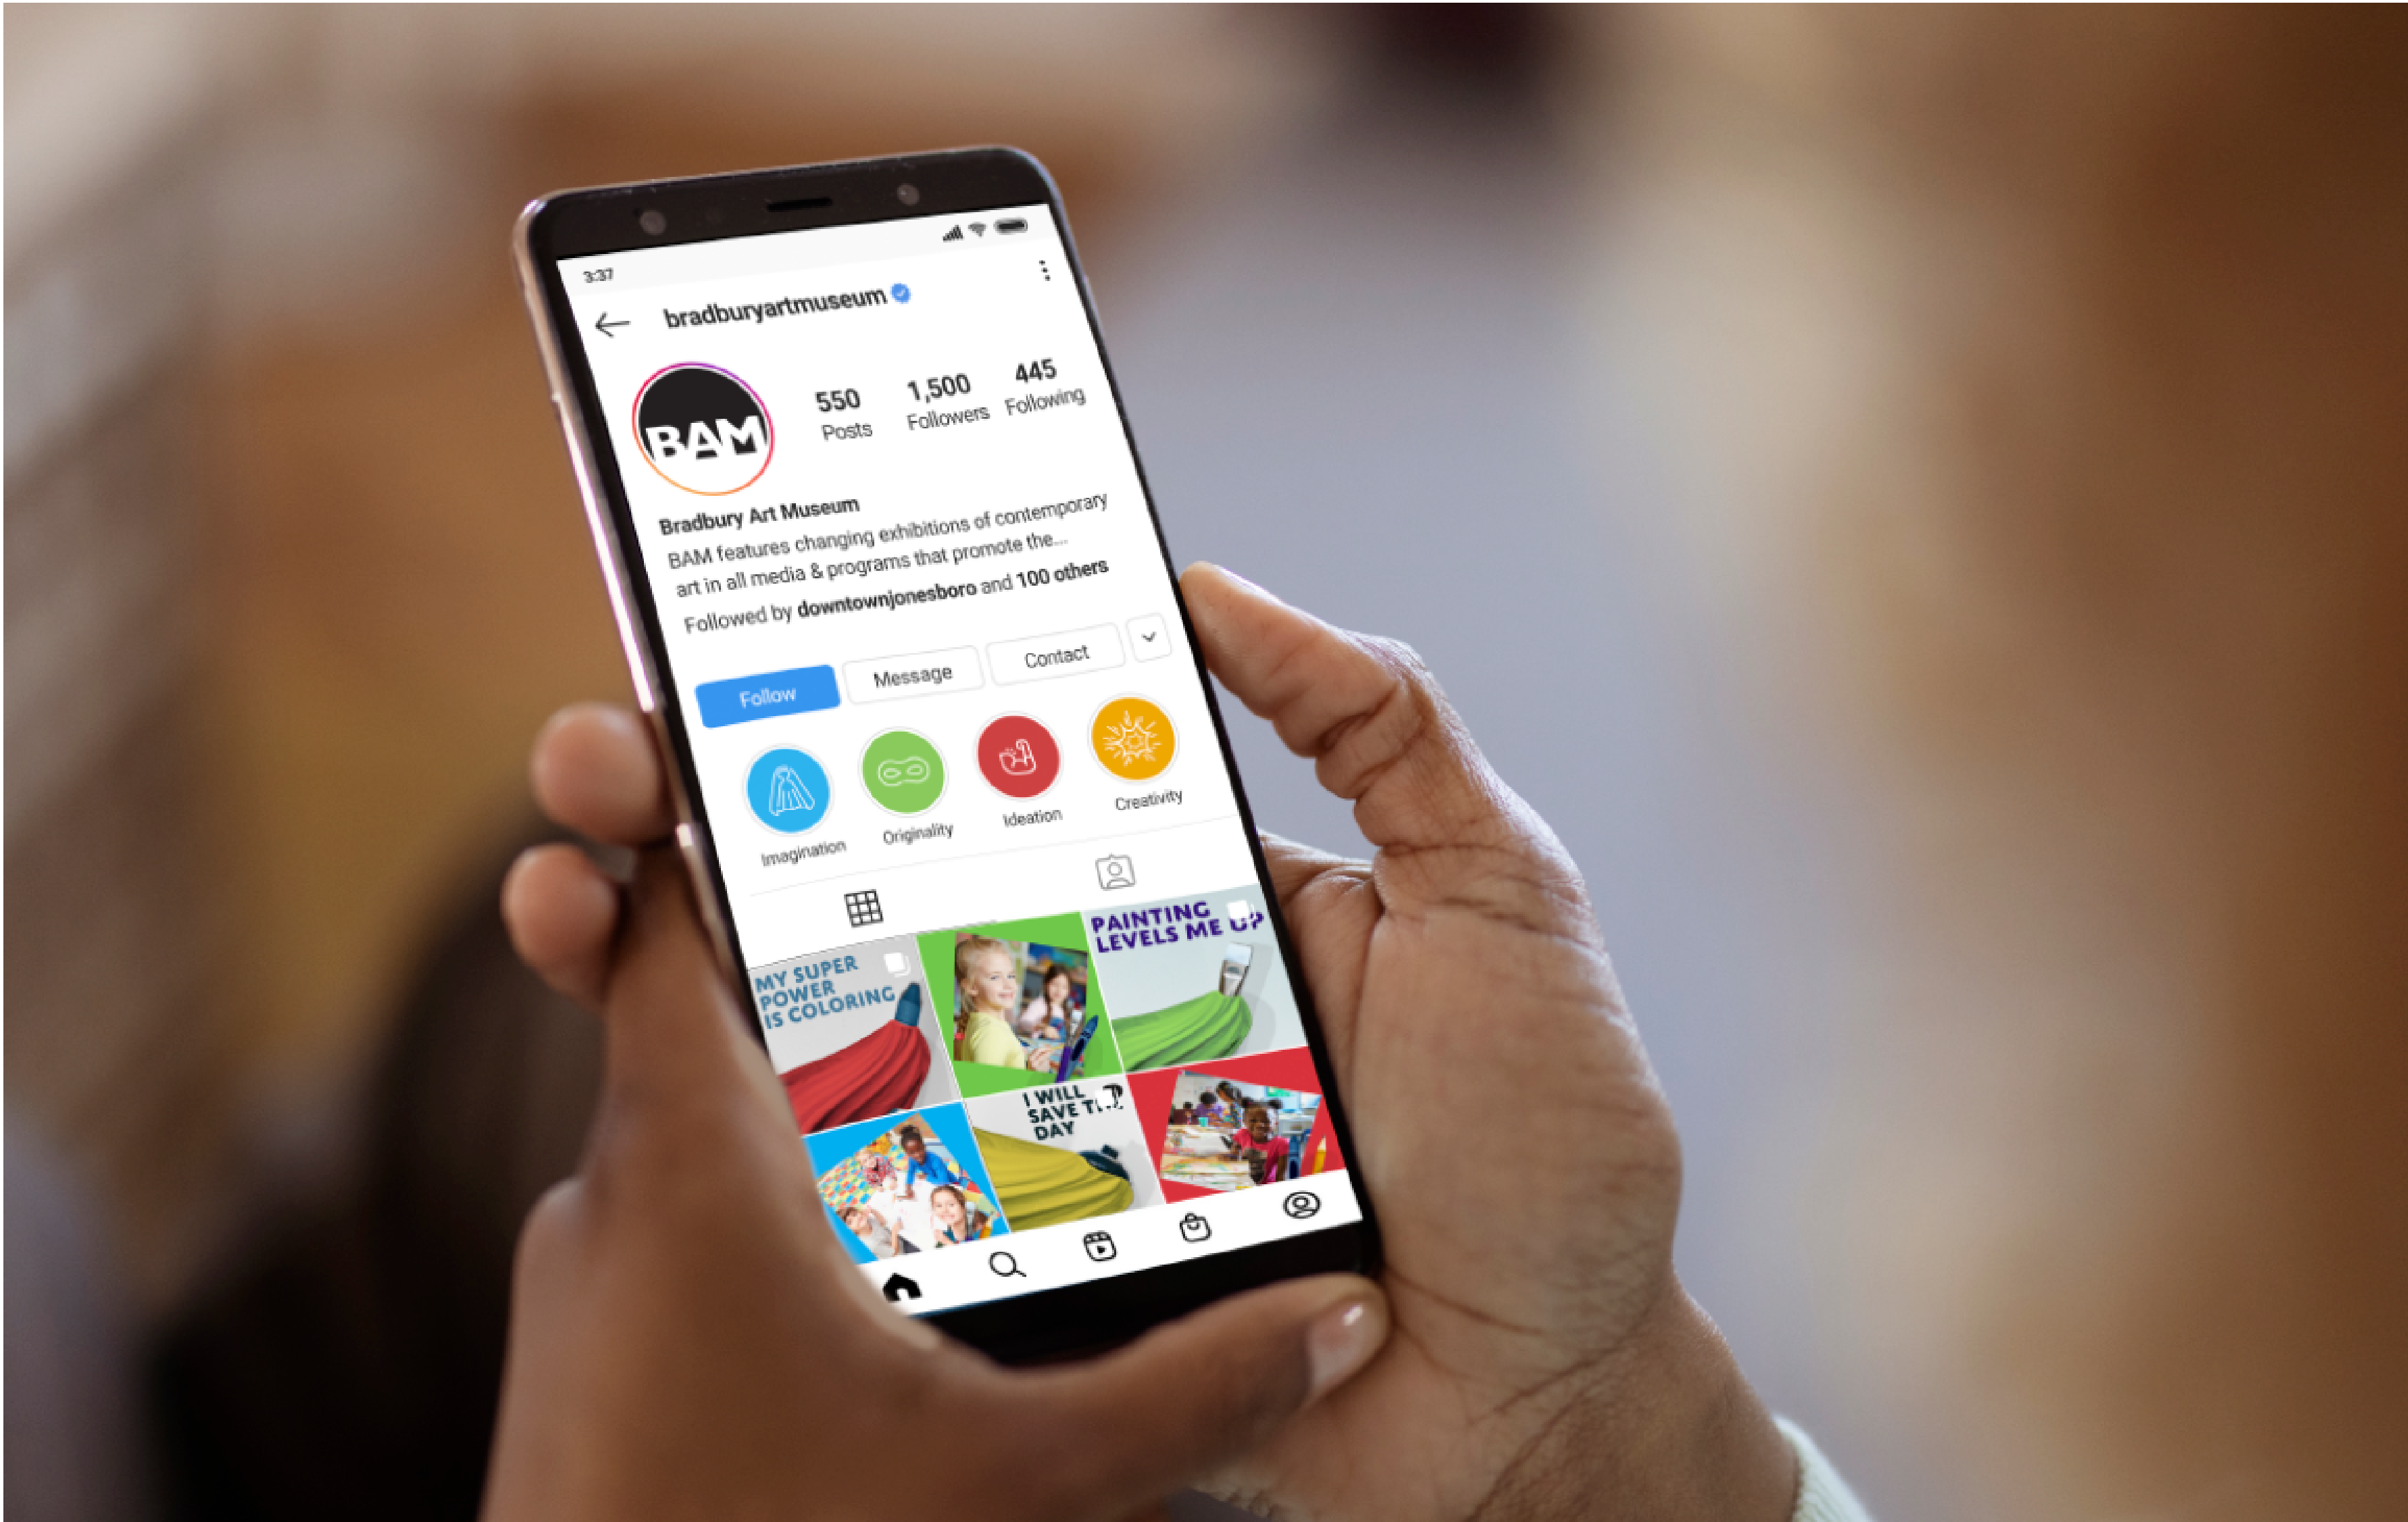 3:37
bradburyartmuseum
BAM
550 1,500 445
Posts Followers Following
Bradbury Art Museum
BAM features changing exhibitions of contemporary
art in all media & programs that promote the...
Followed by downtownjonesboro and 100 others
Follow Message Contact
Imagination Originality Ideation Creativity
MY SUPER
POWER
IS COLORING
PAINTING
LEVELS ME UP
I WILL
SAVE THE
DAY